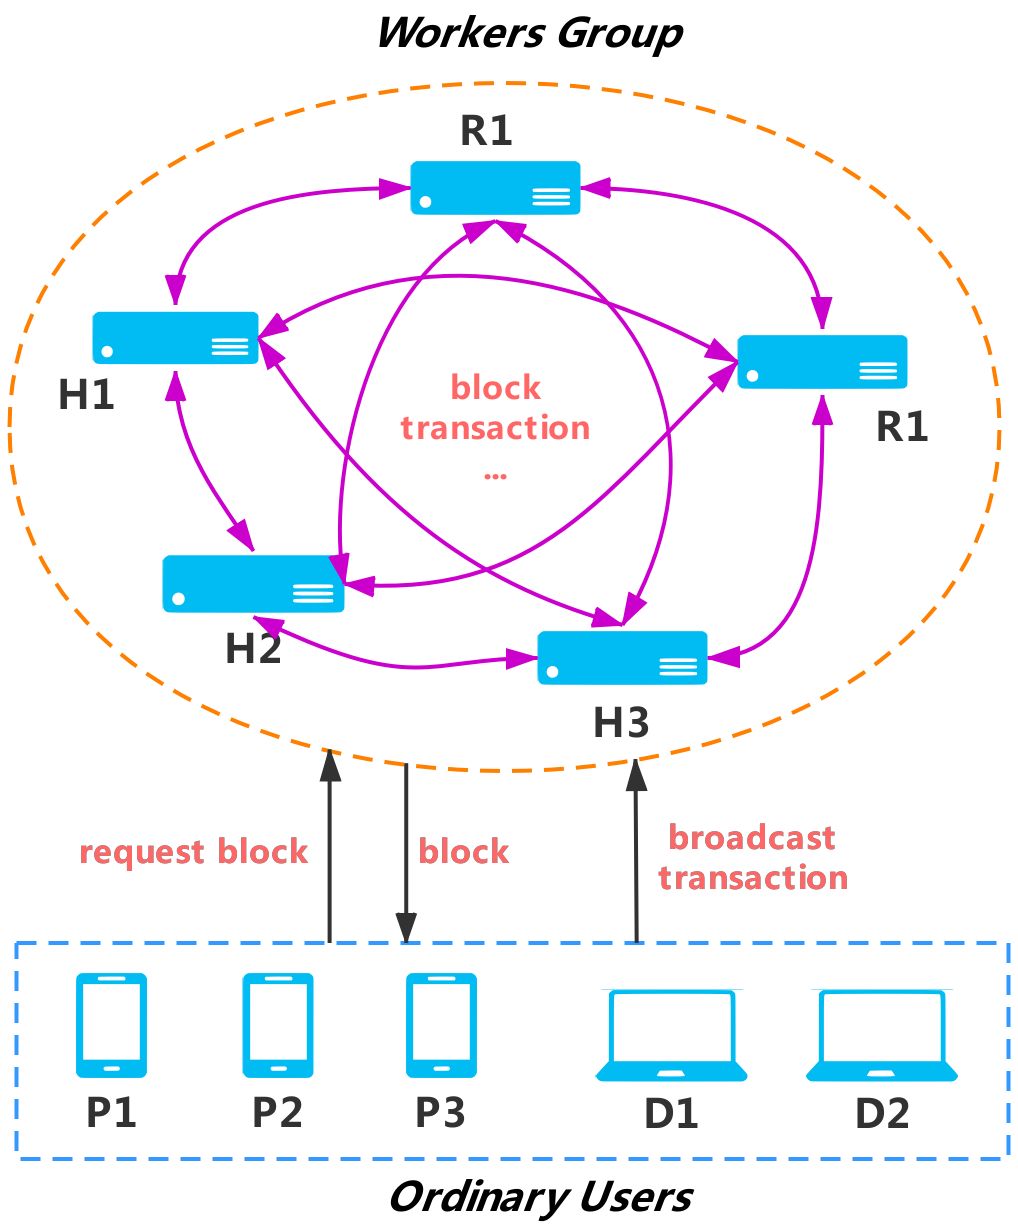 Workers Group
R1
H1
block
transaction
...
R1
H2
H3
request block
block
broadcast
transaction
P1
P2
P3
D1
D2
Ordinary Users